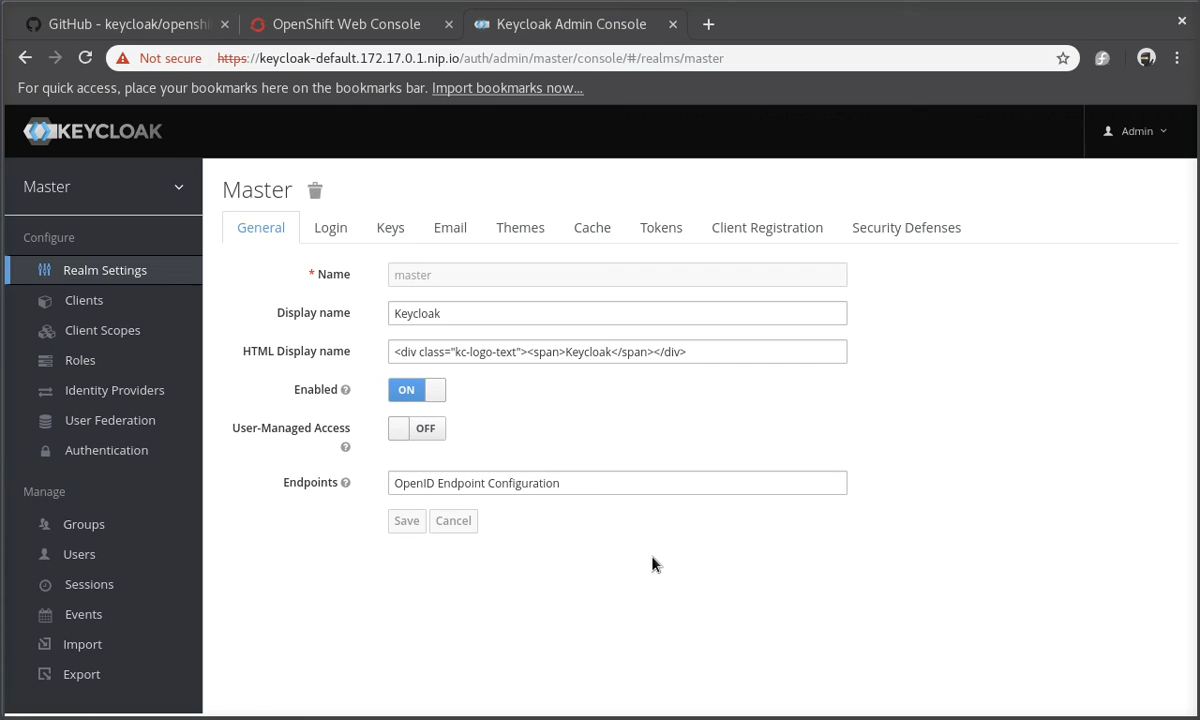 GitHub - keycloak/openshi
OpenShift Web Console
Keycloak Admin Console
Not secure https://keycloak-default.172.17.0.1.nip.io/auth/admin/master/console/#/realms/master
For quick access, place your bookmarks here on the bookmarks bar. Import bookmarks now...
KEYCLOAK
Admin
Master
Configure
Realm Settings
Clients
Client Scopes
Roles
Identity Providers
User Federation
Authentication
Manage
Groups
Users
Sessions
Events
Import
Export
Master
General Login Keys Email Themes Cache Tokens Client Registration Security Defenses
* Name master
Display name Keycloak
HTML Display name <div class="kc-logo-text"><span>Keycloak</span></div>
Enabled ON
User-Managed Access OFF
Endpoints OpenID Endpoint Configuration
Save Cancel